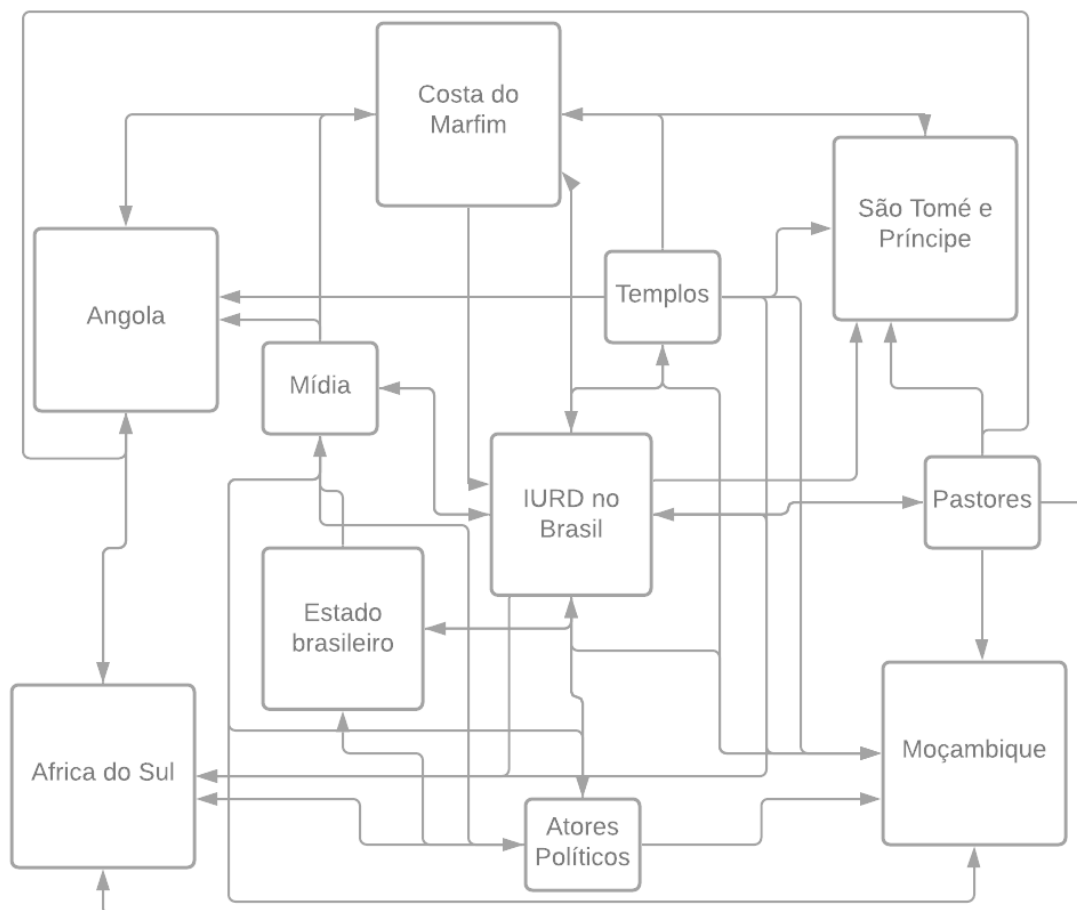 Costa do
Marfim
São Tomé e
Príncipe
Angola
Templos
Mídia
IURD no
Brasil
Pastores
Estado
brasileiro
Africa do Sul
Moçambique
Atores
Políticos